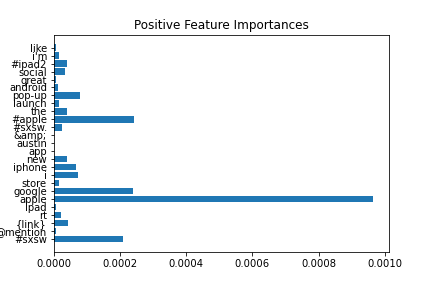 Positive Feature Importances
like
i'm
#ipad2
social
great
android
pop-up
launch
the
#apple
#sxsw.
&amp;
austin
app
new
iphone
i
store
google
apple
ipad
rt
{link}
@mention
#sxsw
0.0000 0.0002 0.0004 0.0006 0.0008 0.0010